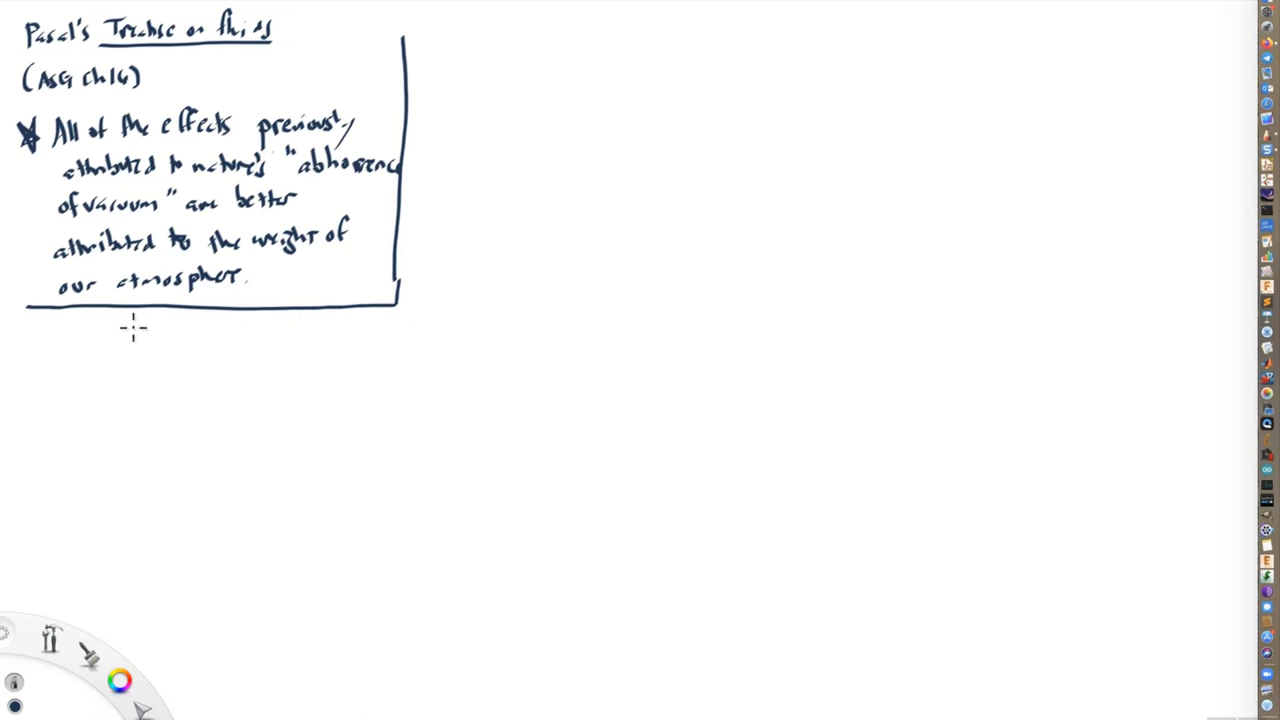 Pascal's Treatise on fluids
(AsG Ch16)
All of the effects previously
attributed to nature's "abhorrence
of vacuum" are better
attributed to the weight of
our atmosphere.